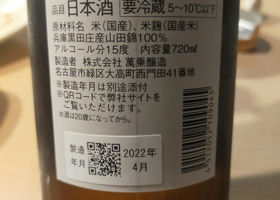 品目 日本酒 要冷蔵 5～10℃以下
原材料名 米(国産)、米麹(国産米)
兵庫黒田庄産山田錦100%
アルコール分15度 内容量720ml
製造者 株式会社 萬乗醸造
名古屋市緑区大高町西門田41番地
※製造年月は別途添付
※QRコードで弊社サイトを
ご覧いただけます。
お酒は20歳になってから。
製造
年月
2022年
4月